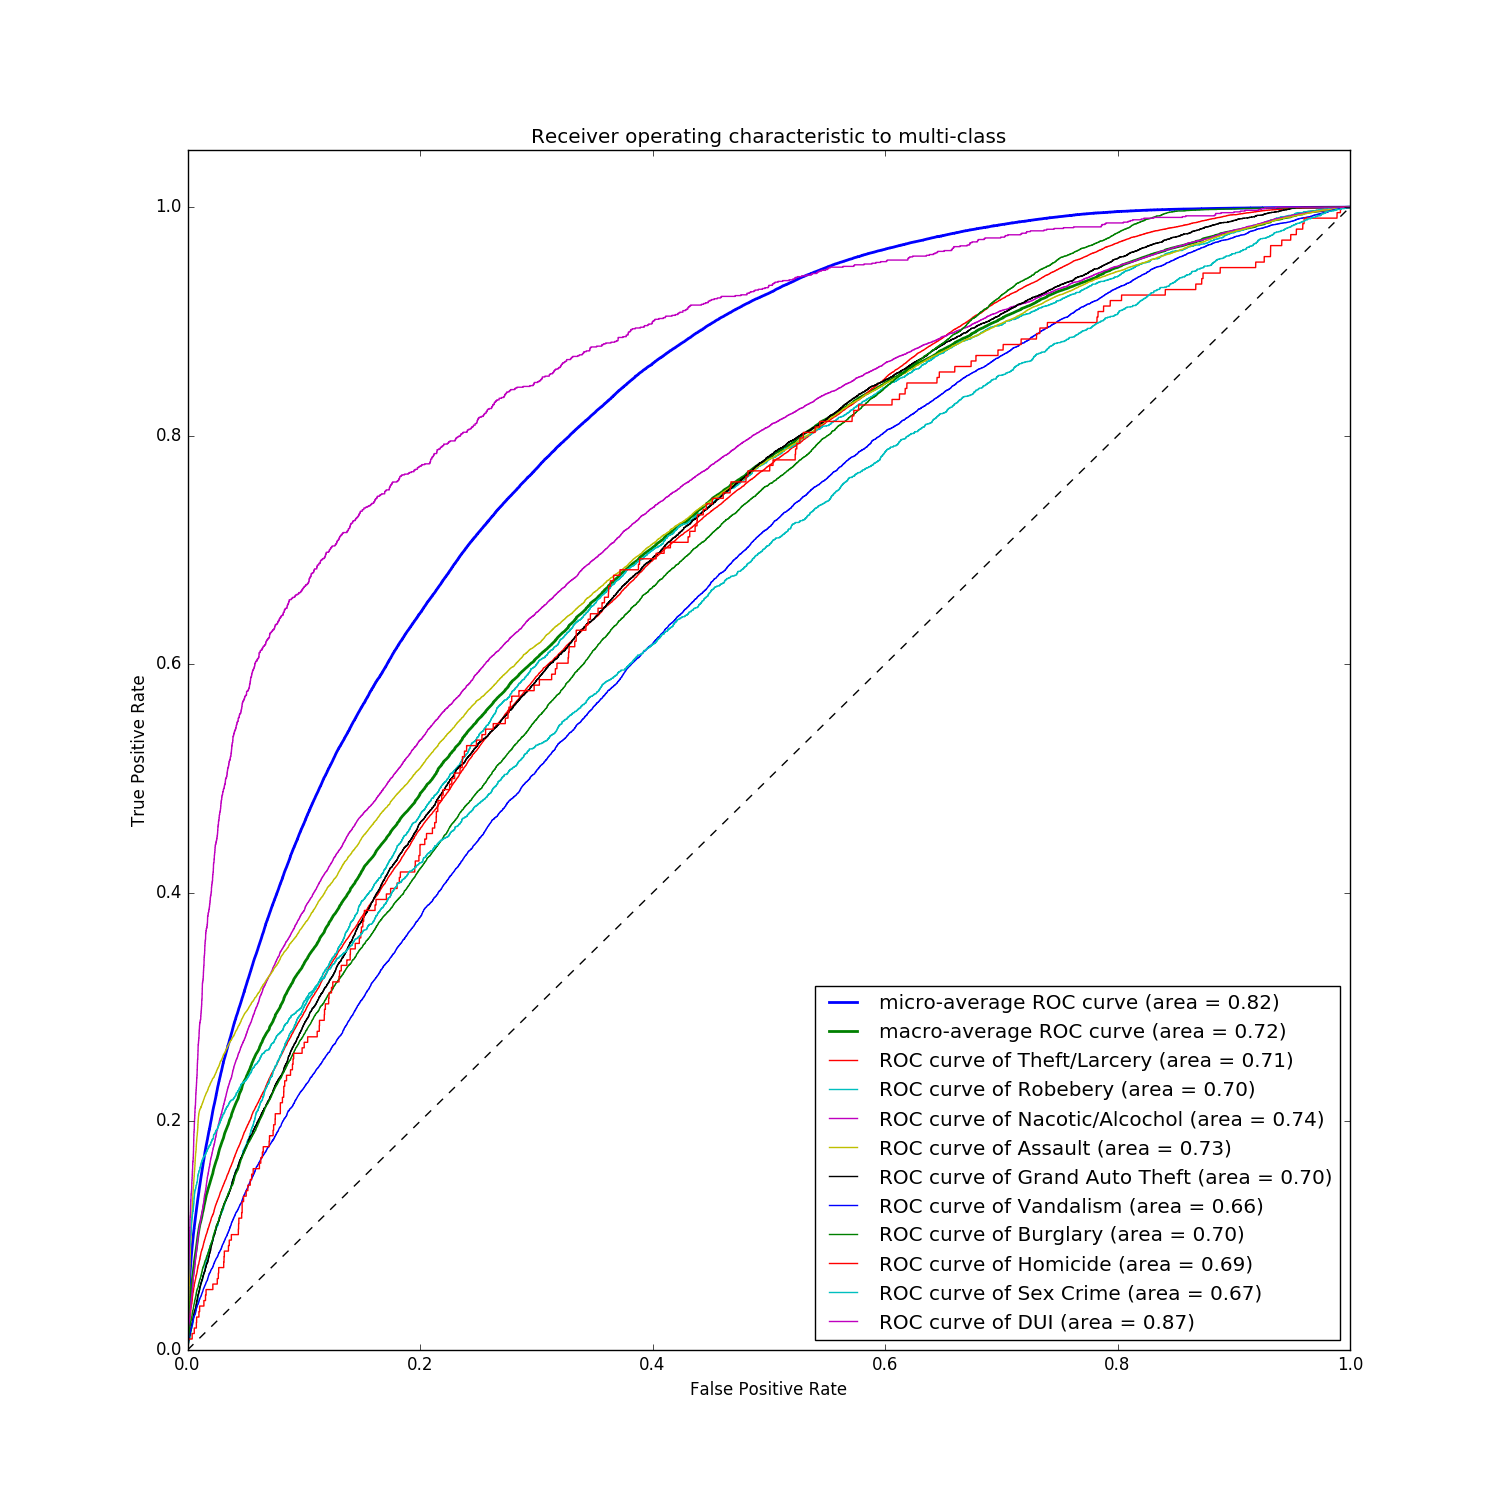 Receiver operating characteristic to multi-class
1.0
0.8
0.6
0.4
0.2
0.0
True Positive Rate
micro-average ROC curve (area = 0.82)
macro-average ROC curve (area = 0.72)
ROC curve of Theft/Larcery (area = 0.71)
ROC curve of Robebery (area = 0.70)
ROC curve of Nacotic/Alcochol (area = 0.74)
ROC curve of Assault (area = 0.73)
ROC curve of Grand Auto Theft (area = 0.70)
ROC curve of Vandalism (area = 0.66)
ROC curve of Burglary (area = 0.70)
ROC curve of Homicide (area = 0.69)
ROC curve of Sex Crime (area = 0.67)
ROC curve of DUI (area = 0.87)
0.0 0.2 0.4 0.6 0.8 1.0
False Positive Rate